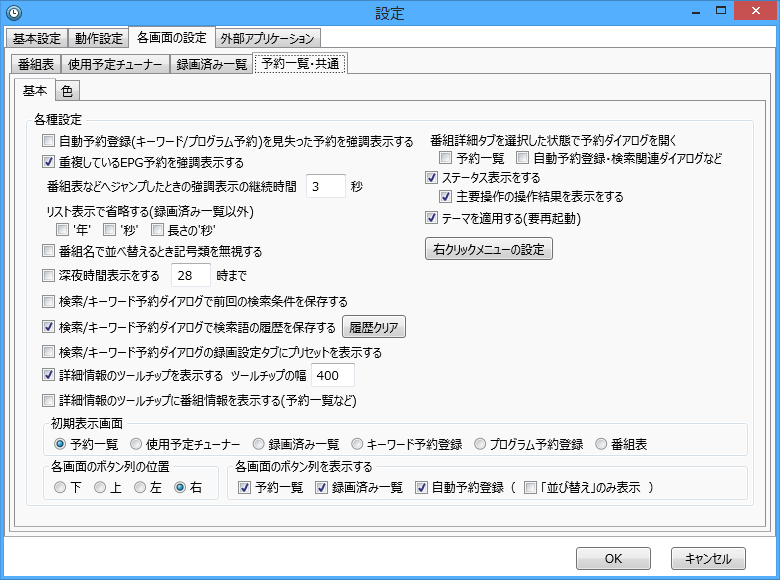 設定
基本設定 動作設定 各画面の設定 外部アプリケーション
番組表 使用予定チューナー 録画済み一覧 予約一覧・共通
基本 色
各種設定
自動予約登録(キーワード/プログラム予約)を見失った予約を強調表示する
重複しているEPG予約を強調表示する
番組表などへジャンプしたときの強調表示の継続時間 3 秒
リスト表示で省略する(録画済み一覧以外)
'年' '秒' 長さの'秒'
番組名で並べ替えるとき記号類を無視する
深夜時間表示をする 28 時まで
検索/キーワード予約ダイアログで前回の検索条件を保存する
検索/キーワード予約ダイアログで検索語の履歴を保存する 履歴クリア
検索/キーワード予約ダイアログの録画設定タブにプリセットを表示する
詳細情報のツールチップを表示する ツールチップの幅 400
詳細情報のツールチップに番組情報を表示する(予約一覧など)
番組詳細タブを選択した状態で予約ダイアログを開く
予約一覧 自動予約登録・検索関連ダイアログなど
ステータス表示をする
主要操作の操作結果を表示をする
テーマを適用する(要再起動)
右クリックメニューの設定
初期表示画面
予約一覧 使用予定チューナー 録画済み一覧 キーワード予約登録 プログラム予約登録 番組表
各画面のボタン列の位置
下 上 左 右
各画面のボタン列を表示する
予約一覧 録画済み一覧 自動予約登録 ( 「並び替え」のみ表示 )
OK キャンセル